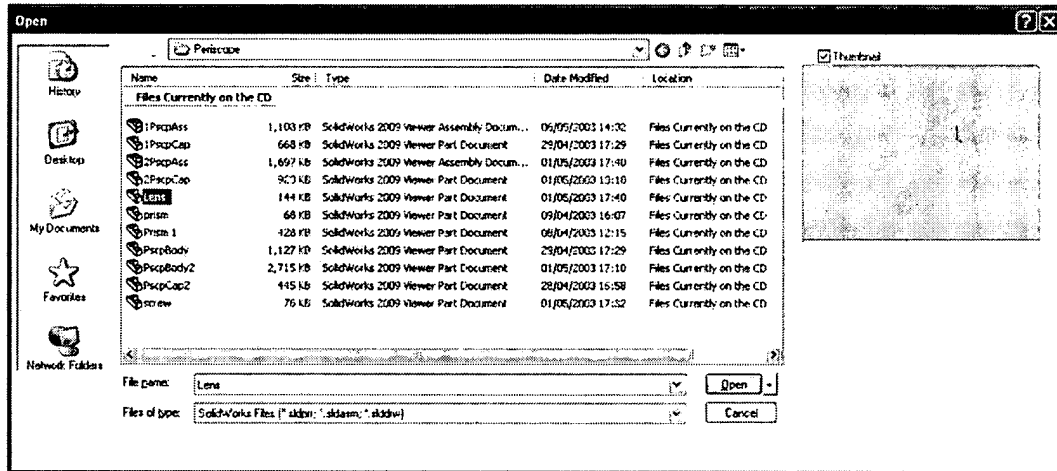 Open
Periscope
Thumbnail
Name Size Type Date Modified Location
Files Currently on the CD
1PscpAss 1,103 KB SolidWorks 2009 Viewer Assembly Docum... 06/05/2003 14:02 Files Currently on the CD
1PscpCap 668 KB SolidWorks 2009 Viewer Part Document 29/04/2003 17:29 Files Currently on the CD
2PscpAss 1,697 KB SolidWorks 2009 Viewer Assembly Docum... 01/05/2003 17:40 Files Currently on the CD
2PscpCap KB SolidWorks 2009 Viewer Part Document 01/05/2003 13:10 Files Currently on the CD
Lens 144 KB SolidWorks 2009 Viewer Part Document 01/05/2003 17:40 Files Currently on the CD
prism 68 KB SolidWorks 2009 Viewer Part Document 09/04/2003 16:07 Files Currently on the CD
Prism 1 428 KB SolidWorks 2009 Viewer Part Document 08/04/2003 12:15 Files Currently on the CD
PscpBody 1,127 KB SolidWorks 2009 Viewer Part Document 29/04/2003 17:29 Files Currently on the CD
PscpBody2 2,715 KB SolidWorks 2009 Viewer Part Document 01/05/2003 17:10 Files Currently on the CD
PscpCap2 445 KB SolidWorks 2009 Viewer Part Document 28/04/2003 16:58 Files Currently on the CD
screw 76 KB SolidWorks 2009 Viewer Part Document 01/05/2003 17:32 Files Currently on the CD
History
Desktop
My Documents
Favorites
Network Folders
File name: Lens Open
Files of type: SolidWorks Files (*.sldprt; *.sldasm; *.slddrw) Cancel